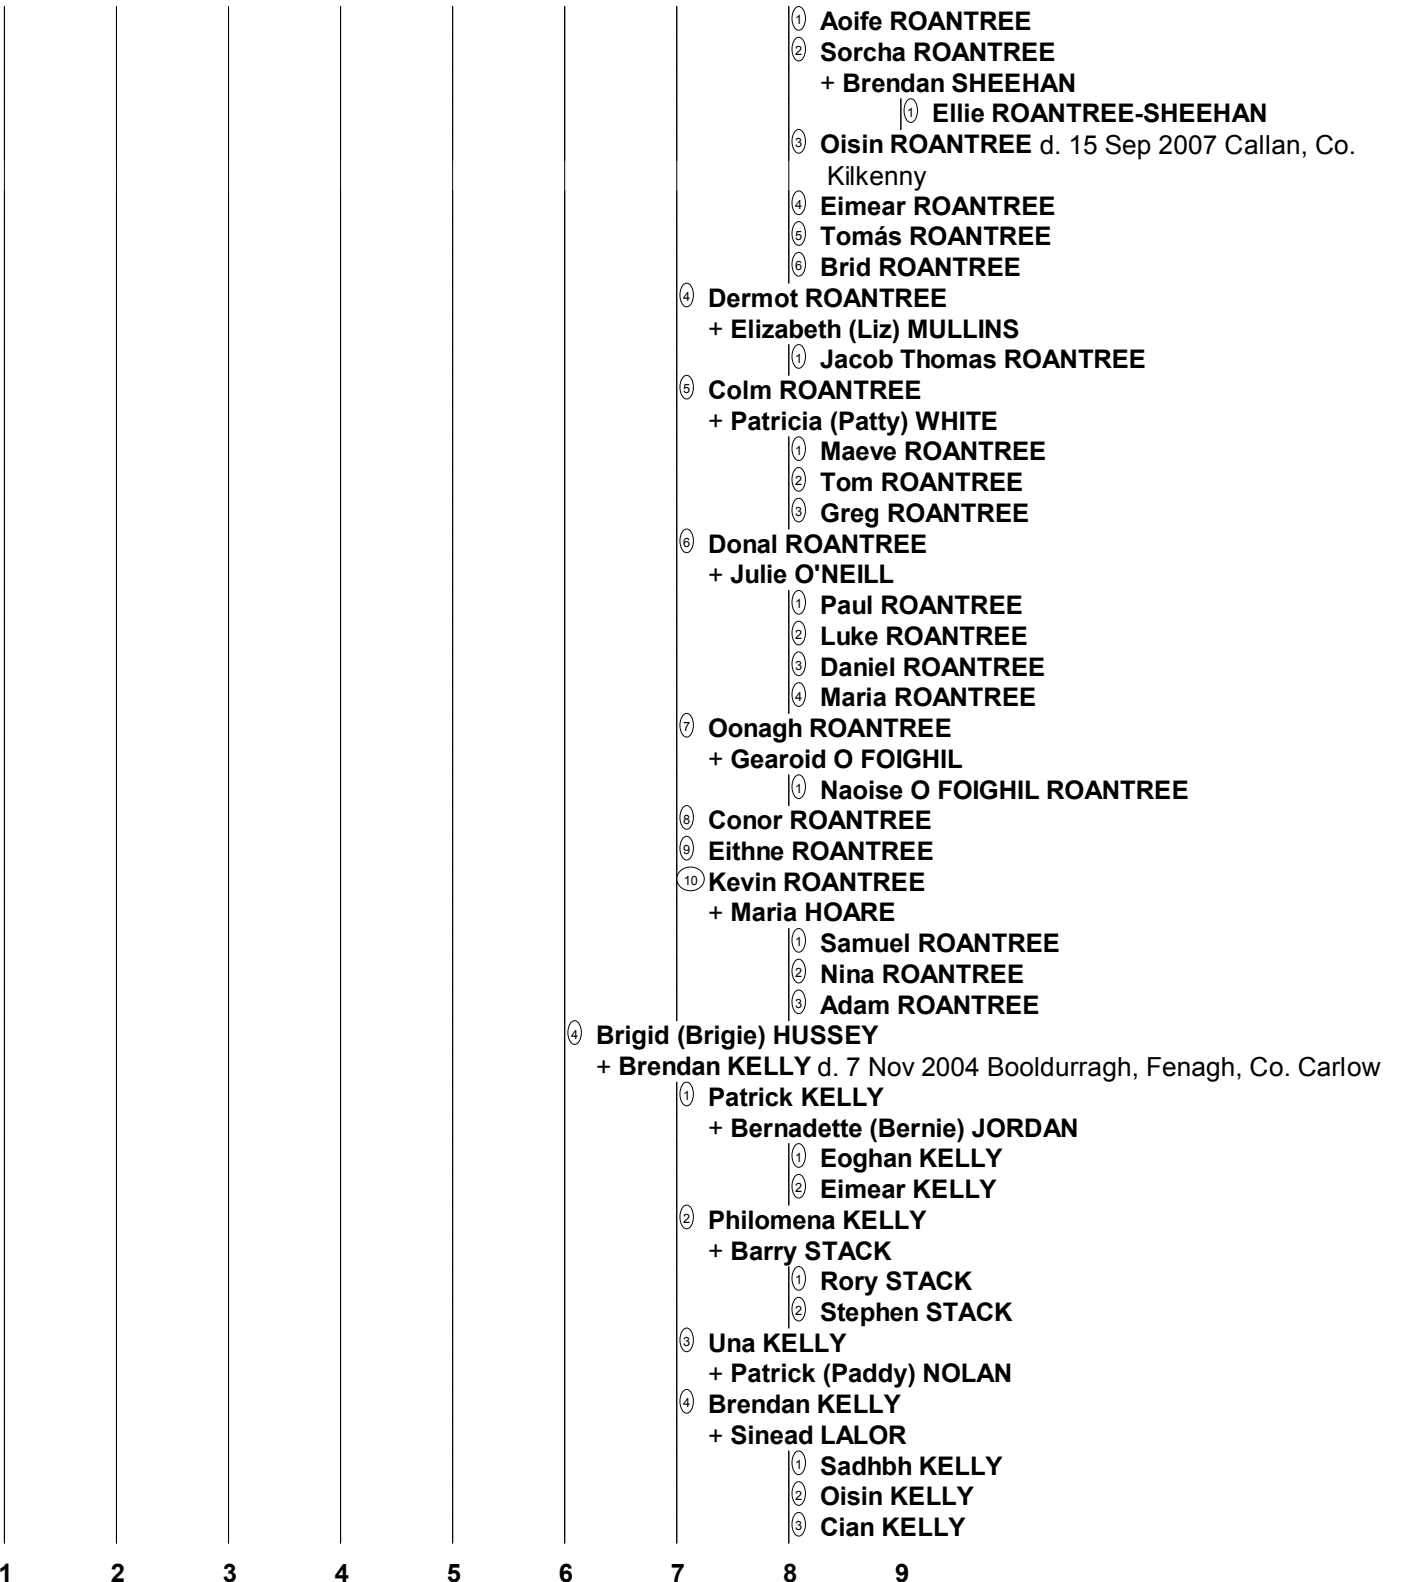 ① Aoife ROANTREE
② Sorcha ROANTREE
+ Brendan SHEEHAN
① Ellie ROANTREE-SHEEHAN
③ Oisin ROANTREE d. 15 Sep 2007 Callan, Co.
Kilkenny
④ Eimear ROANTREE
⑤ Tomás ROANTREE
⑥ Brid ROANTREE
④ Dermot ROANTREE
+ Elizabeth (Liz) MULLINS
① Jacob Thomas ROANTREE
⑤ Colm ROANTREE
+ Patricia (Patty) WHITE
① Maeve ROANTREE
② Tom ROANTREE
③ Greg ROANTREE
⑥ Donal ROANTREE
+ Julie O'NEILL
① Paul ROANTREE
② Luke ROANTREE
③ Daniel ROANTREE
④ Maria ROANTREE
⑦ Oonagh ROANTREE
+ Gearoid O FOIGHIL
① Naoise O FOIGHIL ROANTREE
⑧ Conor ROANTREE
⑨ Eithne ROANTREE
⑩ Kevin ROANTREE
+ Maria HOARE
① Samuel ROANTREE
② Nina ROANTREE
③ Adam ROANTREE
④ Brigid (Brigie) HUSSEY
+ Brendan KELLY d. 7 Nov 2004 Booldurragh, Fenagh, Co. Carlow
① Patrick KELLY
+ Bernadette (Bernie) JORDAN
① Eoghan KELLY
② Eimear KELLY
② Philomena KELLY
+ Barry STACK
① Rory STACK
② Stephen STACK
③ Una KELLY
+ Patrick (Paddy) NOLAN
④ Brendan KELLY
+ Sinead LALOR
① Sadhbh KELLY
② Oisin KELLY
③ Cian KELLY
1 2 3 4 5 6 7 8 9